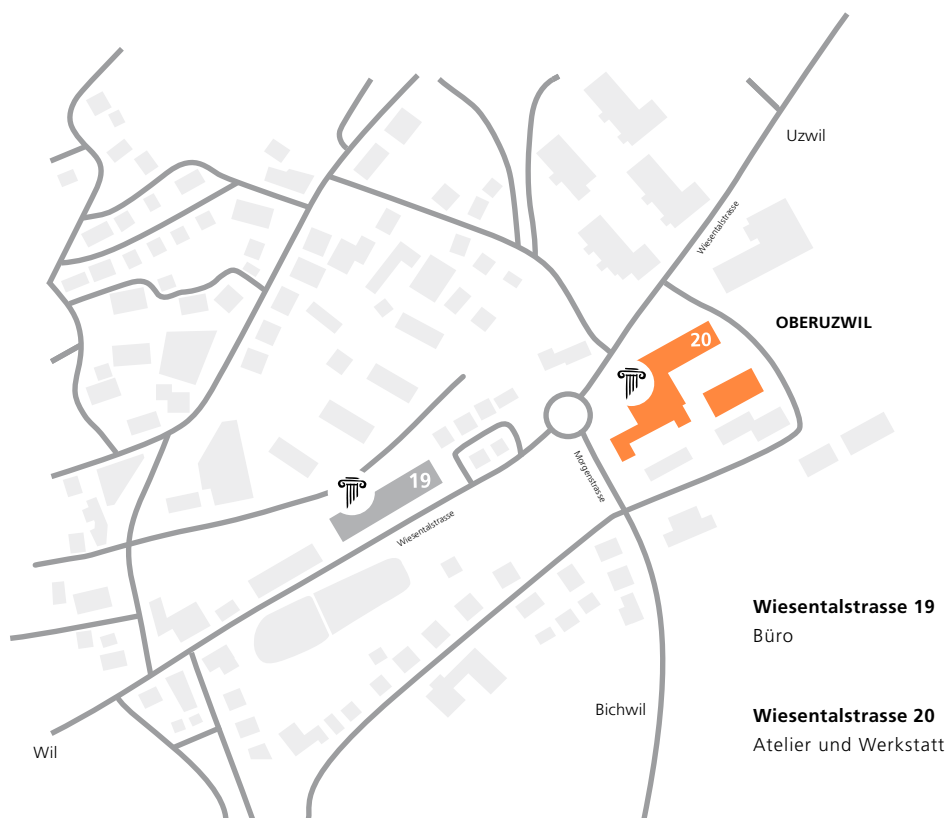 Uzwil
Wiesentalstrasse
OBERUZWIL
20
19
Morgenstrasse
Wiesentalstrasse
Wiesentalstrasse 19
Büro
Bichwil
Wiesentalstrasse 20
Atelier und Werkstatt
Wil